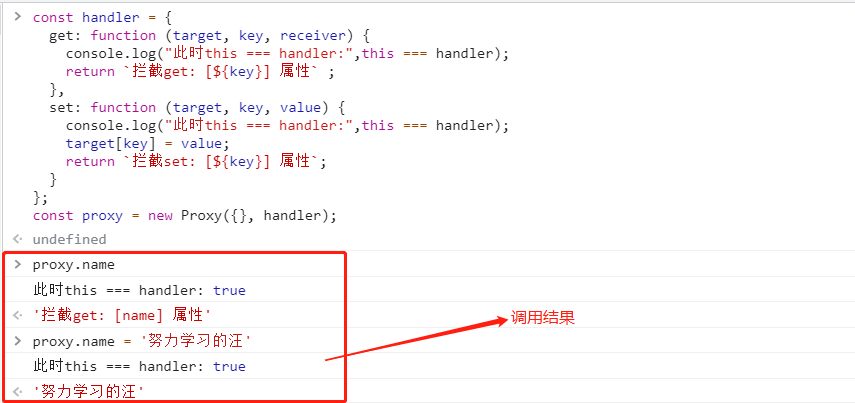 > const handler = {
get: function (target, key, receiver) {
console.log("此时this === handler:",this === handler);
return `拦截get: [${key}] 属性` ;
},
set: function (target, key, value) {
console.log("此时this === handler:",this === handler);
target[key] = value;
return `拦截set: [${key}] 属性`;
}
};
const proxy = new Proxy({}, handler);
undefined
> proxy.name
此时this === handler: true
'拦截get: [name] 属性'
调用结果
> proxy.name = '努力学习的汪'
此时this === handler: true
'努力学习的汪'